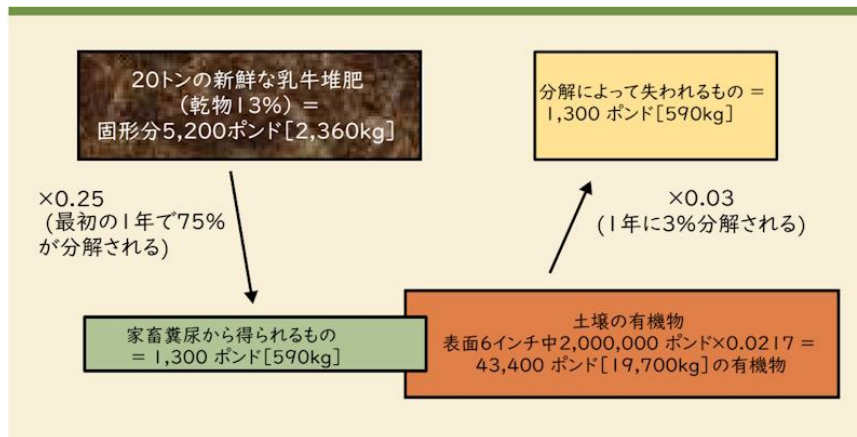 20トンの新鮮な乳牛堆肥
(乾物13%) =
固形分5,200ポンド[2,360kg]
分解によって失われるもの =
1,300 ポンド[590kg]
×0.25
(最初の1年で75%
が分解される)
×0.03
(1年に3%分解される)
家畜糞尿から得られるもの
= 1,300 ポンド[590kg]
土壌の有機物
表面6インチ中2,000,000 ポンド×0.0217 =
43,400 ポンド[19,700kg]の有機物